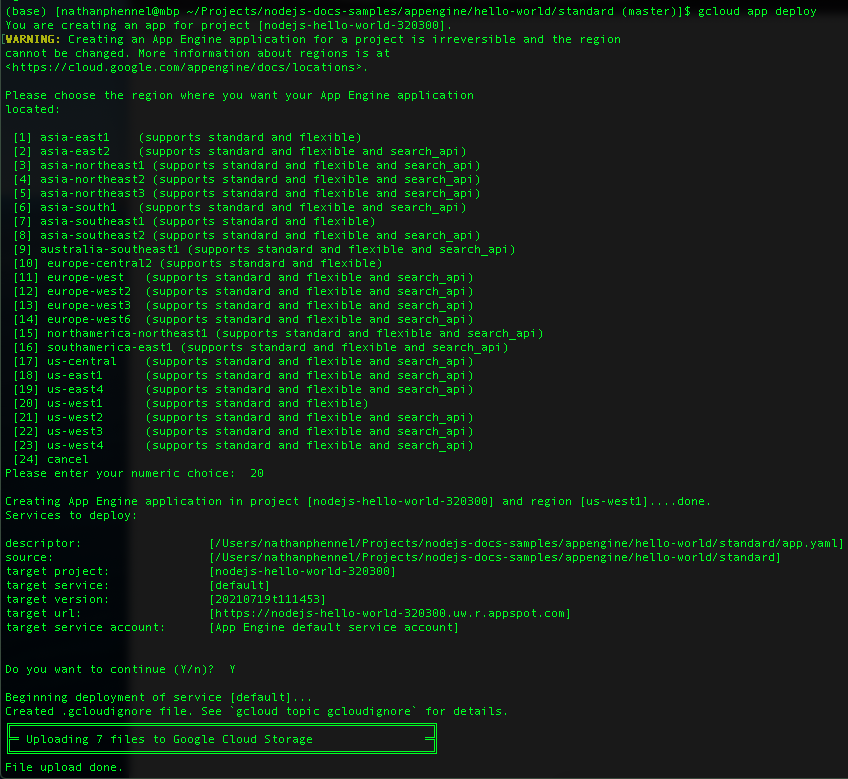 (base) [nathanphennel@mbp ~/Projects/nodejs-docs-samples/appengine/hello-world/standard (master)]$ gcloud app deploy
You are creating an app for project [nodejs-hello-world-320300].
WARNING: Creating an App Engine application for a project is irreversible and the region
cannot be changed. More information about regions is at
<https://cloud.google.com/appengine/docs/locations>.
Please choose the region where you want your App Engine application
located:
[1] asia-east1    (supports standard and flexible)
[2] asia-east2    (supports standard and flexible and search_api)
[3] asia-northeast1 (supports standard and flexible and search_api)
[4] asia-northeast2 (supports standard and flexible and search_api)
[5] asia-northeast3 (supports standard and flexible and search_api)
[6] asia-south1   (supports standard and flexible and search_api)
[7] asia-southeast1 (supports standard and flexible)
[8] asia-southeast2 (supports standard and flexible and search_api)
[9] australia-southeast1 (supports standard and flexible and search_api)
[10] europe-central2 (supports standard and flexible)
[11] europe-west   (supports standard and flexible and search_api)
[12] europe-west2  (supports standard and flexible and search_api)
[13] europe-west3  (supports standard and flexible and search_api)
[14] europe-west6  (supports standard and flexible and search_api)
[15] northamerica-northeast1 (supports standard and flexible and search_api)
[16] southamerica-east1 (supports standard and flexible and search_api)
[17] us-central    (supports standard and flexible and search_api)
[18] us-east1      (supports standard and flexible and search_api)
[19] us-east4      (supports standard and flexible and search_api)
[20] us-west1      (supports standard and flexible)
[21] us-west2      (supports standard and flexible and search_api)
[22] us-west3      (supports standard and flexible and search_api)
[23] us-west4      (supports standard and flexible and search_api)
[24] cancel
Please enter your numeric choice:  20
Creating App Engine application in project [nodejs-hello-world-320300] and region [us-west1]....done.
Services to deploy:
descriptor:                  [/Users/nathanphennel/Projects/nodejs-docs-samples/appengine/hello-world/standard/app.yaml]
source:                      [/Users/nathanphennel/Projects/nodejs-docs-samples/appengine/hello-world/standard]
target project:              [nodejs-hello-world-320300]
target service:              [default]
target version:              [20210719t111453]
target url:                  [https://nodejs-hello-world-320300.uw.r.appspot.com]
target service account:      [App Engine default service account]
Do you want to continue (Y/n)?  Y
Beginning deployment of service [default]...
Created .gcloudignore file. See `gcloud topic gcloudignore` for details.
Uploading 7 files to Google Cloud Storage
File upload done.